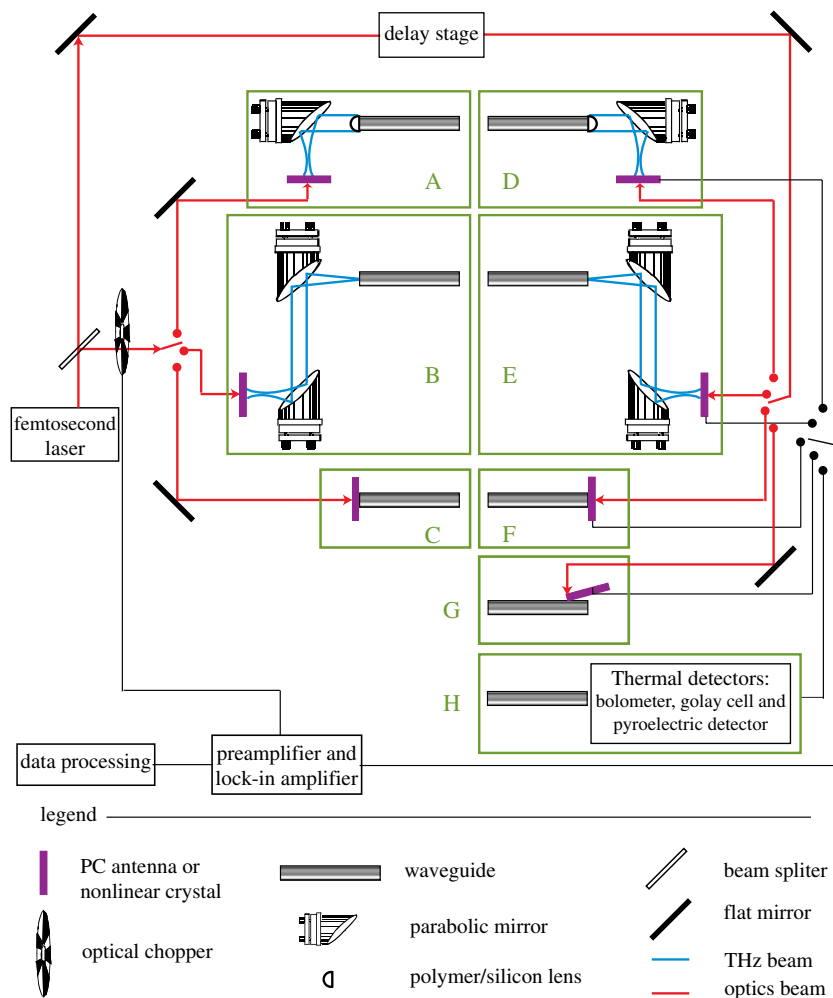 delay stage
A
D
B
E
femtosecond
laser
C
F
G
H
Thermal detectors:
bolometer, golay cell and
pyroelectric detector
data processing
preamplifier and
lock-in amplifier
legend
PC antenna or
nonlinear crystal
waveguide
beam spliter
optical chopper
parabolic mirror
flat mirror
polymer/silicon lens
THz beam
optics beam